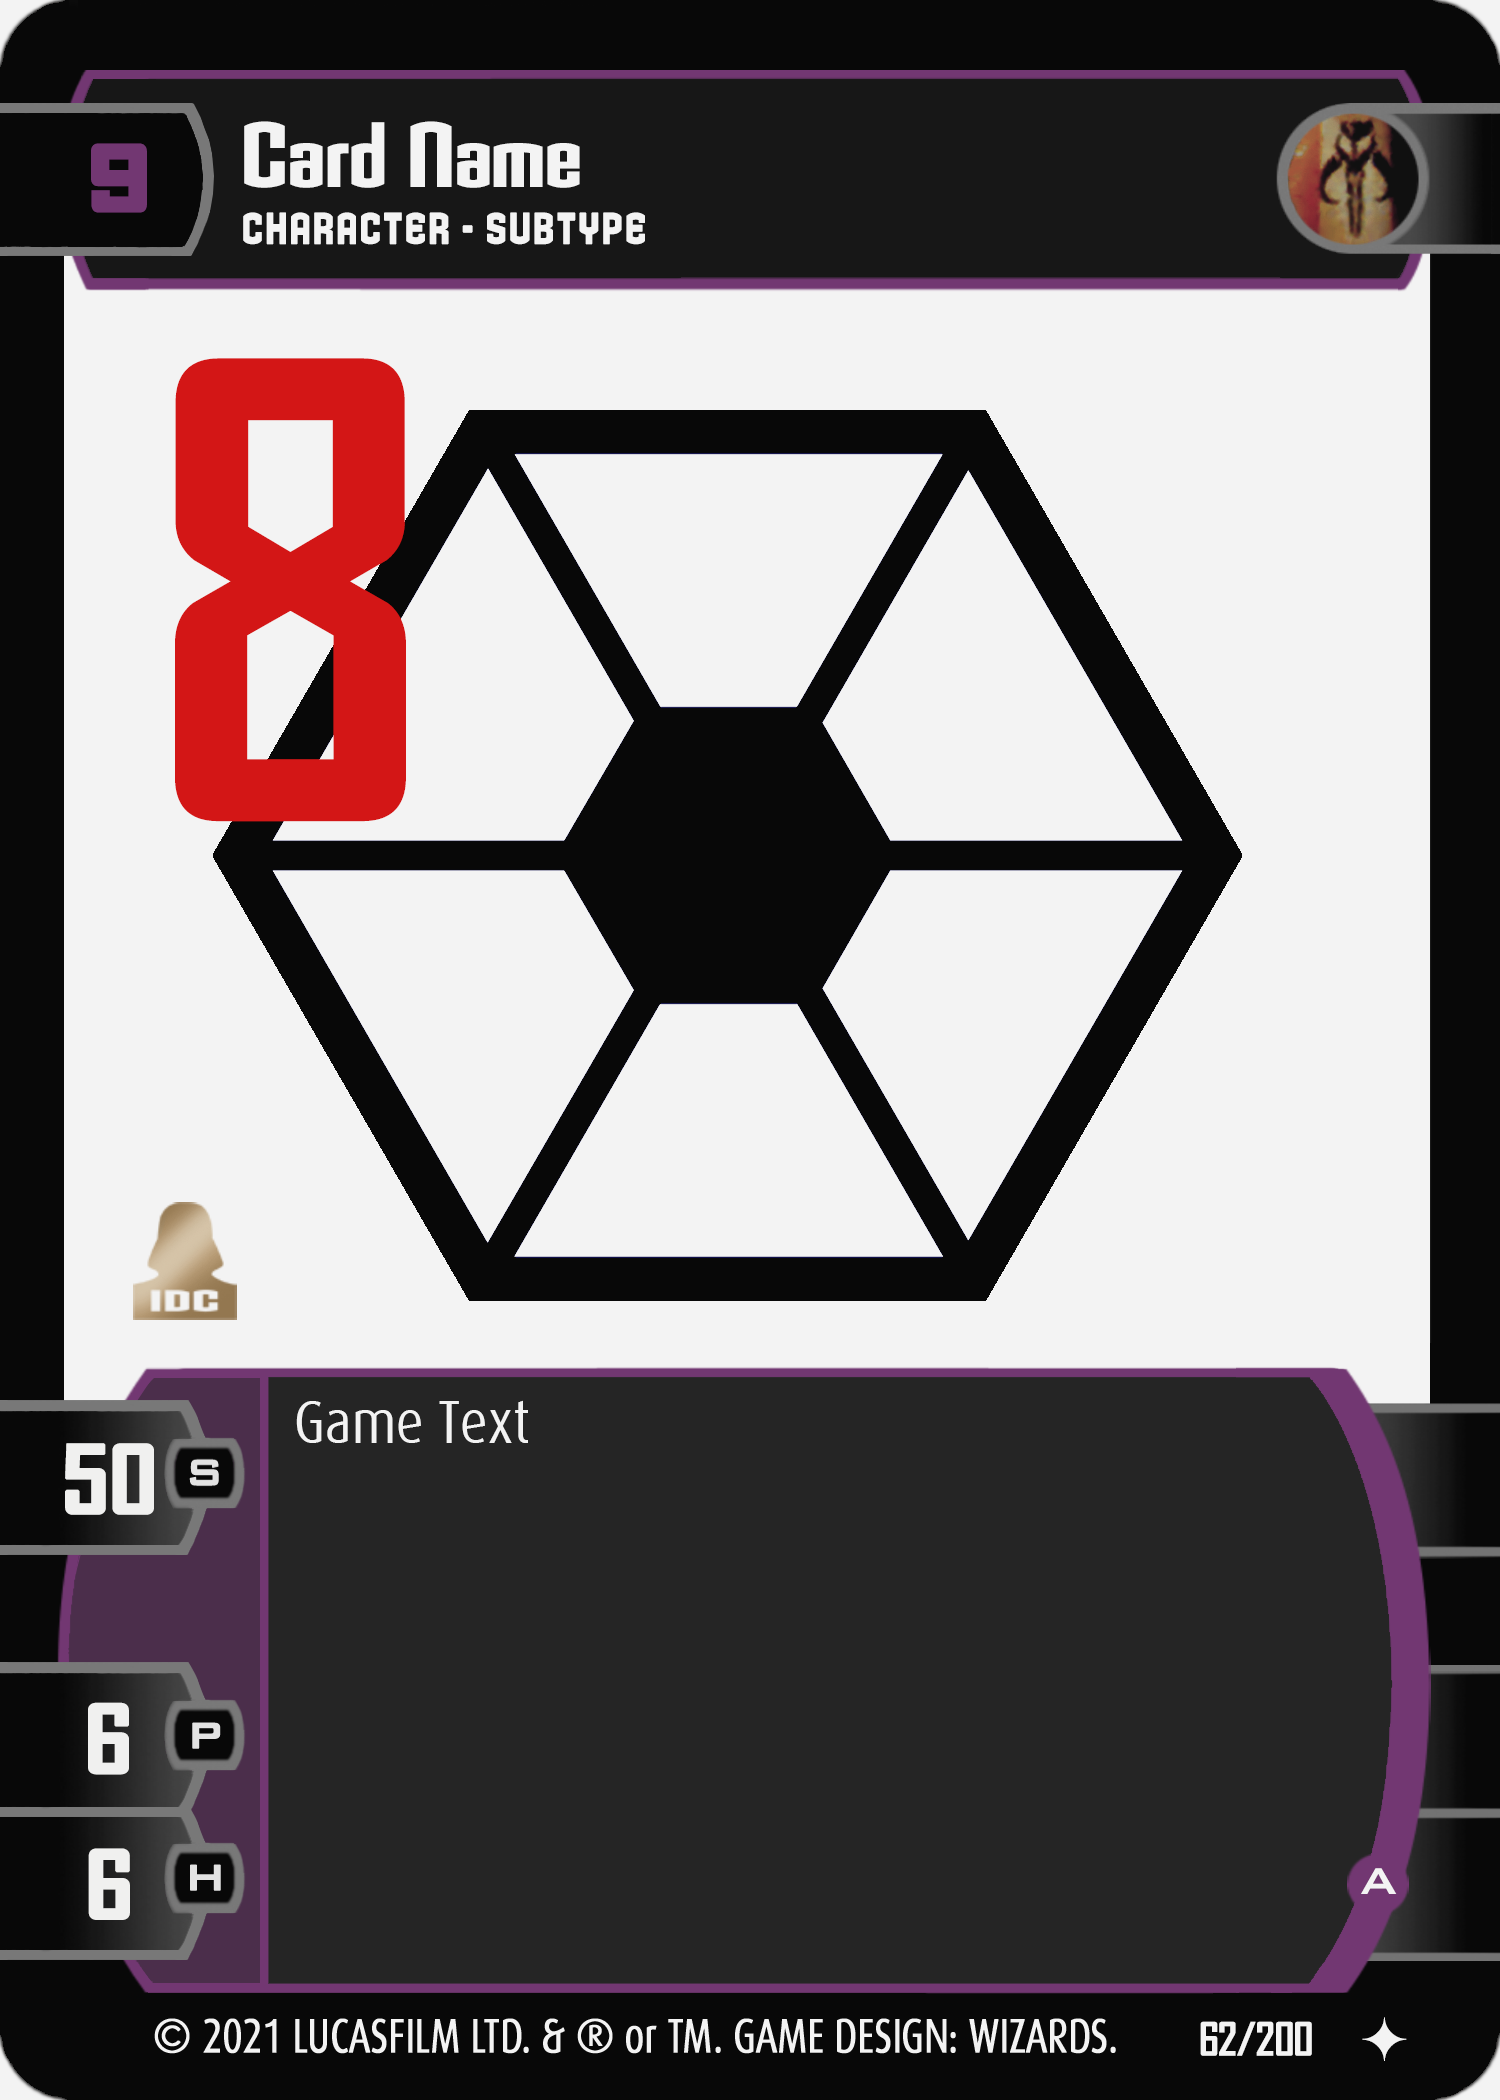 9
Card Name
CHARACTER - SUBTYPE
8
IDC
50 S
Game Text
6 P
6 H
A
© 2021 LUCASFILM LTD. & ® or TM. GAME DESIGN: WIZARDS.
62/200